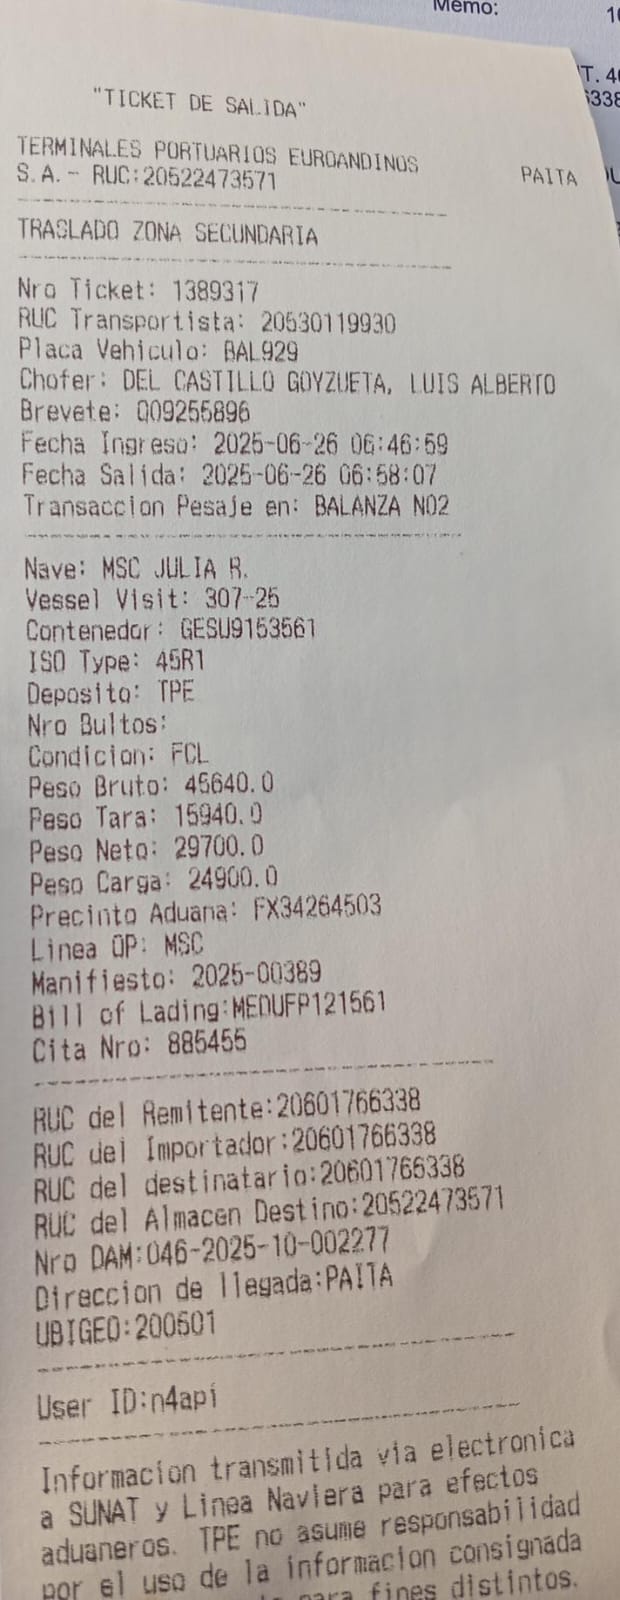 Memo:
"TICKET DE SALIDA"
TERMINALES PORTUARIOS EUROANDINOS
S.A.- RUC:20522473571 PAITA
TRASLADO ZONA SECUNDARIA
Nro Ticket: 1389317
RUC Transportista: 20530119930
Placa Vehiculo: BAL929
Chofer: DEL CASTILLO GOYZUETA, LUIS ALBERTO
Brevete: Q09255896
Fecha Ingreso: 2025-06-26 06:46:59
Fecha Salida: 2025-06-26 06:58:07
Transaccion Pesaje en: BALANZA NO2
Nave: MSC JULIA R.
Vessel Visit: 307-25
Contenedor: GESU9153561
ISO Type: 45R1
Deposito: TPE
Nro Bultos:
Condicion: FCL
Peso Bruto: 45640.0
Peso Tara: 15940.0
Peso Neto: 29700.0
Peso Carga: 24900.0
Precinto Aduana: FX34264503
Linea OP: MSC
Manifiesto: 2025-00389
Bill of Lading:MEDUFP121561
Cita Nro: 885455
RUC del Remitente:20601766338
RUC del Importador:20601766338
RUC del destinatario:20601766338
RUC del Almacen Destino:20522473571
Nro DAM:046-2025-10-002277
Direccion de llegada:PAITA
UBIGEO:200501
User ID:n4api
Informacion transmitida via electronica
a SUNAT y Linea Naviera para efectos
aduaneros. TPE no asume responsabilidad
por el uso de la informacion consignada
para fines distintos.